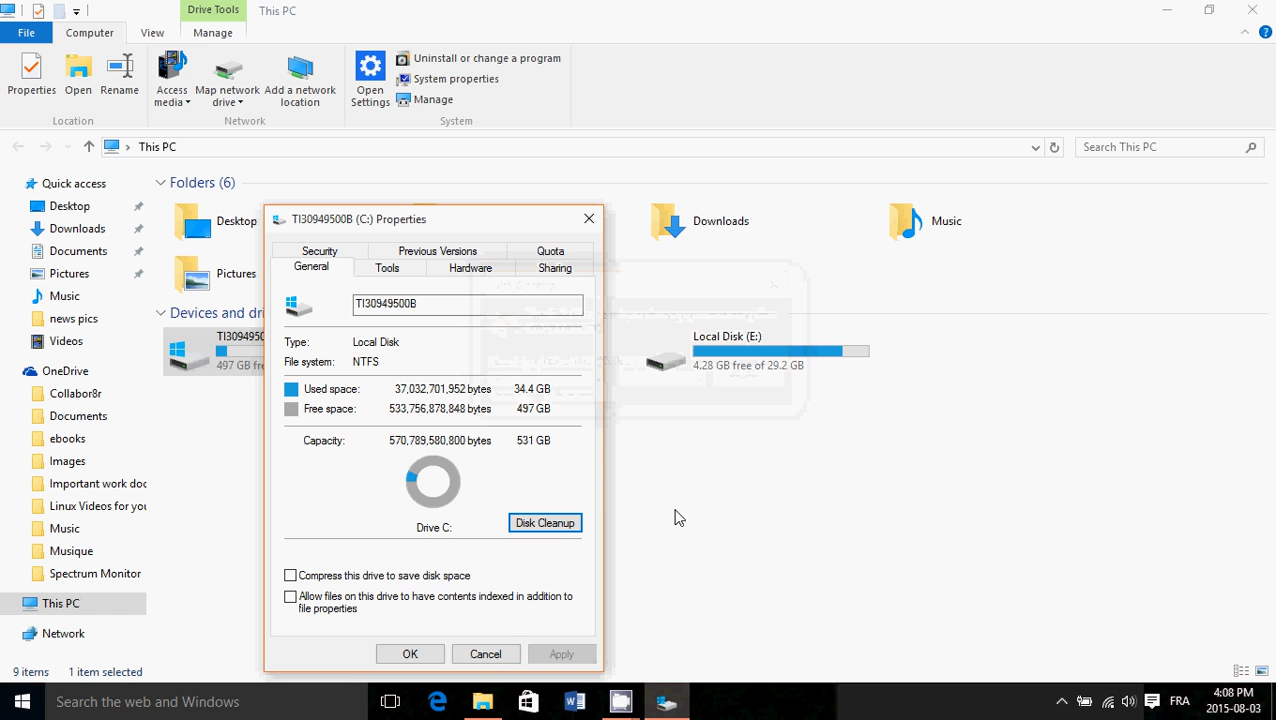 Drive Tools
This PC
File
Computer
View
Manage
Properties
Open
Rename
Access media
Map network drive
Add a network location
Open Settings
Uninstall or change a program
System properties
Manage
Location
Network
System
This PC
Search This PC
Quick access
Desktop
Downloads
Documents
Pictures
Music
news pics
Videos
OneDrive
Collabor8r
Documents
ebooks
Images
Important work doc
Linux Videos for you
Music
Musique
Spectrum Monitor
This PC
Network
Folders (6)
Desktop
Downloads
Music
Pictures
Devices and dri
TI3094950
497 GB fre
Local Disk (E:)
4.28 GB free of 29.2 GB
TI30949500B (C:) Properties
Security
Previous Versions
Quota
General
Tools
Hardware
Sharing
TI30949500B
Type: Local Disk
File system: NTFS
Used space: 37,032,701,952 bytes 34.4 GB
Free space: 533,756,878,848 bytes 497 GB
Capacity: 570,789,580,800 bytes 531 GB
Drive C:
Disk Cleanup
Compress this drive to save disk space
Allow files on this drive to have contents indexed in addition to
file properties
OK
Cancel
Apply
9 items
1 item selected
Search the web and Windows
FRA
4:08 PM
2015-08-03